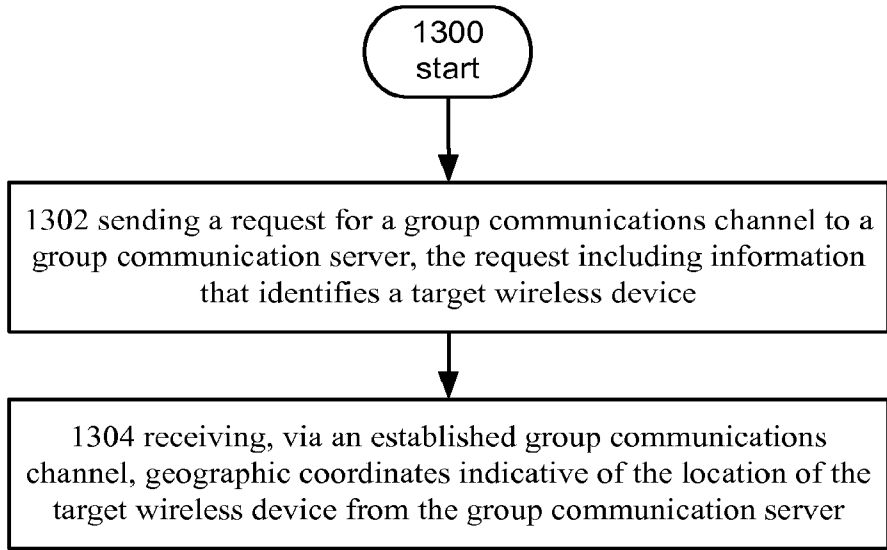 1300
start
1302 sending a request for a group communications channel to a
group communication server, the request including information
that identifies a target wireless device
1304 receiving, via an established group communications
channel, geographic coordinates indicative of the location of the
target wireless device from the group communication server